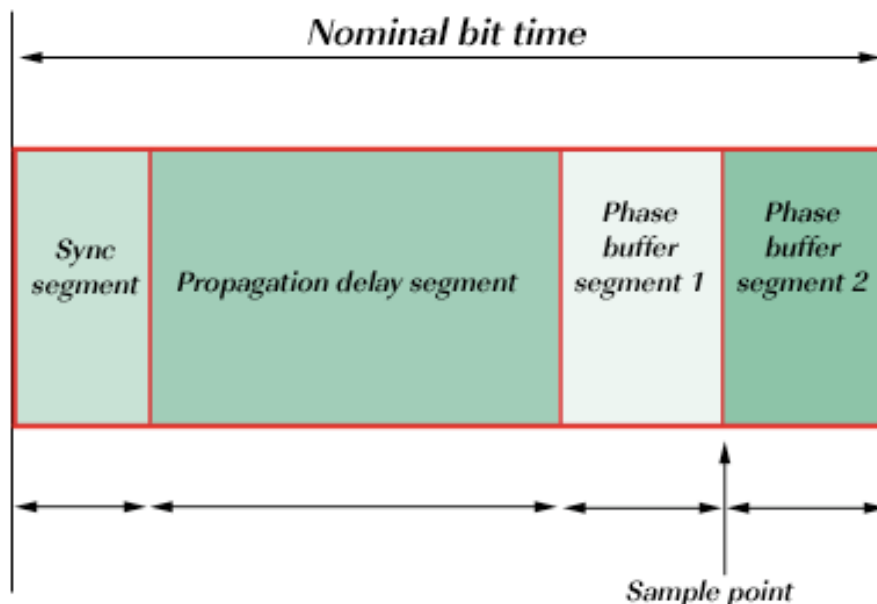 Nominal bit time
Sync
segment
Propagation delay segment
Phase
buffer
segment 1
Phase
buffer
segment 2
Sample point